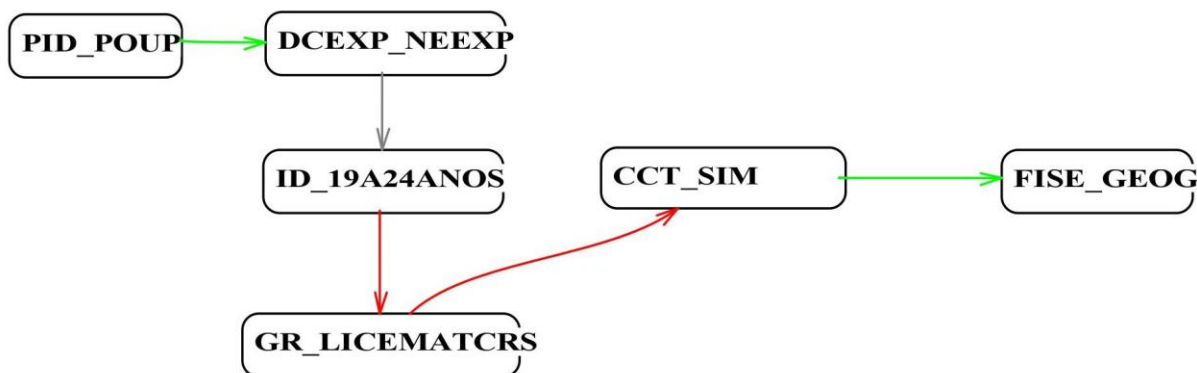 PID_POUP
DCEXP_NEEXP
ID_19A24ANOS
CCT_SIM
FISE_GEOG
GR_LICEMATCRS